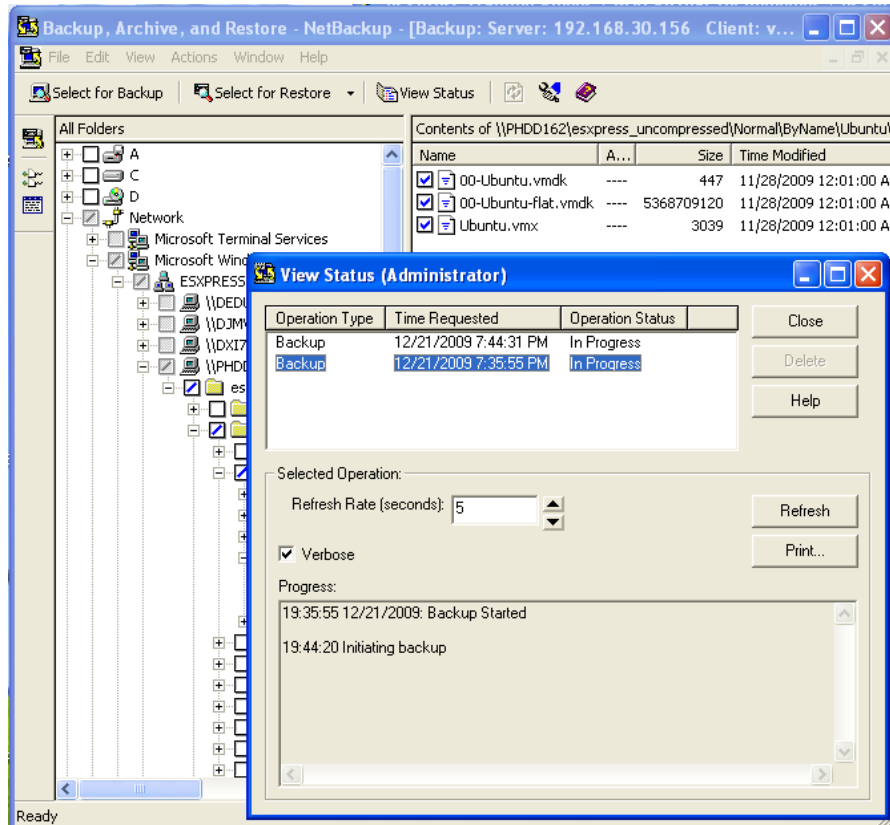 Backup, Archive, and Restore - NetBackup - [Backup: Server: 192.168.30.156 Client: v...
File Edit View Actions Window Help
Select for Backup Select for Restore View Status
All Folders
Contents of \\PHDD162\esxpress_uncompressed\Normal\ByName\Ubuntu\
Name A... Size Time Modified
A
C
D
Network
Microsoft Terminal Services
Microsoft Wind
ESXPRESS
\\DEDU
\\DJM
\\DXI7
\\PHDD
es
00-Ubuntu.vmdk ---- 447 11/28/2009 12:01:00 A
00-Ubuntu-flat.vmdk ---- 5368709120 11/28/2009 12:01:00 A
Ubuntu.vmx ---- 3039 11/28/2009 12:01:00 A
View Status (Administrator)
Operation Type Time Requested Operation Status
Backup 12/21/2009 7:44:31 PM In Progress
Backup 12/21/2009 7:35:55 PM In Progress
Close
Delete
Help
Selected Operation:
Refresh Rate (seconds): 5
Refresh
Verbose
Print...
Progress:
19:35:55 12/21/2009: Backup Started
19:44:20 Initiating backup
Ready